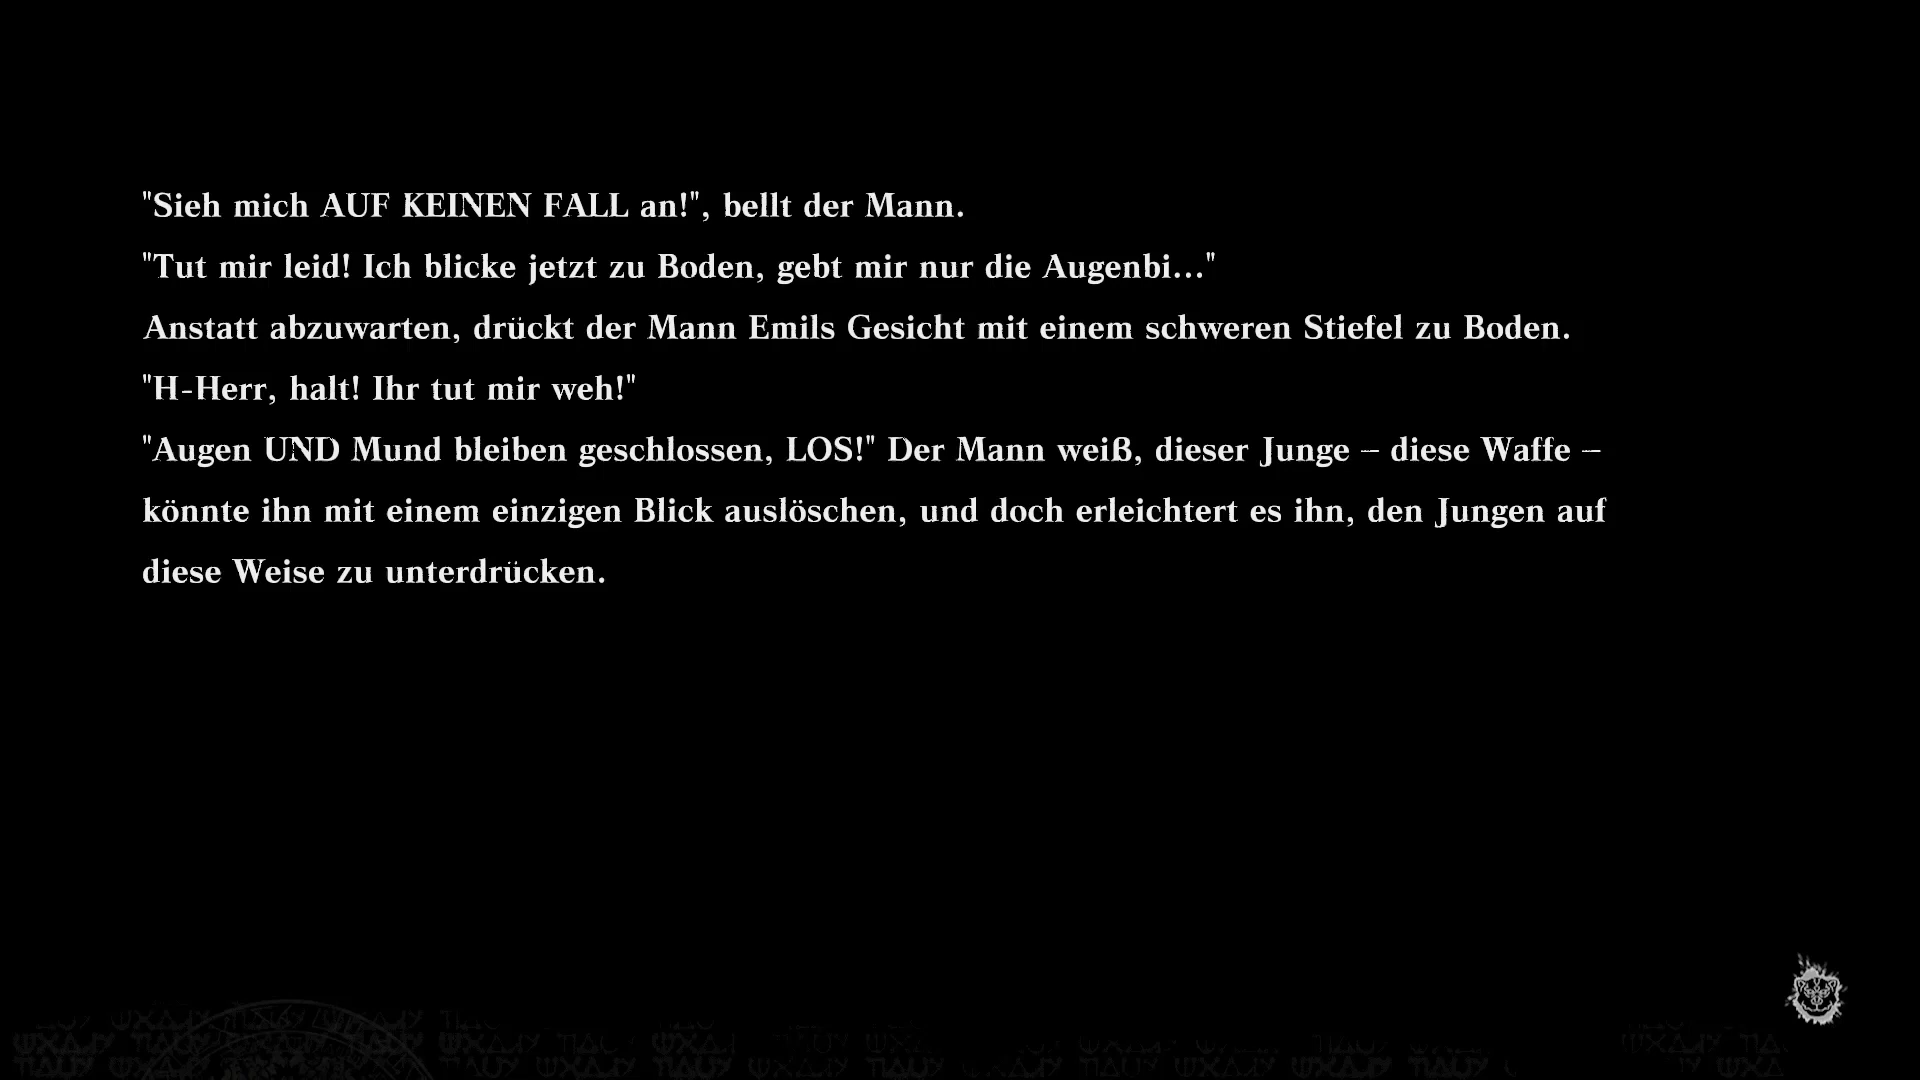 "Sieh mich AUF KEINEN FALL an!", bellt der Mann.
"Tut mir leid! Ich blicke jetzt zu Boden, gebt mir nur die Augenbi..."
Anstatt abzuwarten, drückt der Mann Emils Gesicht mit einem schweren Stiefel zu Boden.
"H-Herr, halt! Ihr tut mir weh!"
"Augen UND Mund bleiben geschlossen, LOS!" Der Mann weiß, dieser Junge – diese Waffe –
könnte ihn mit einem einzigen Blick auslöschen, und doch erleichtert es ihn, den Jungen auf
diese Weise zu unterdrücken.